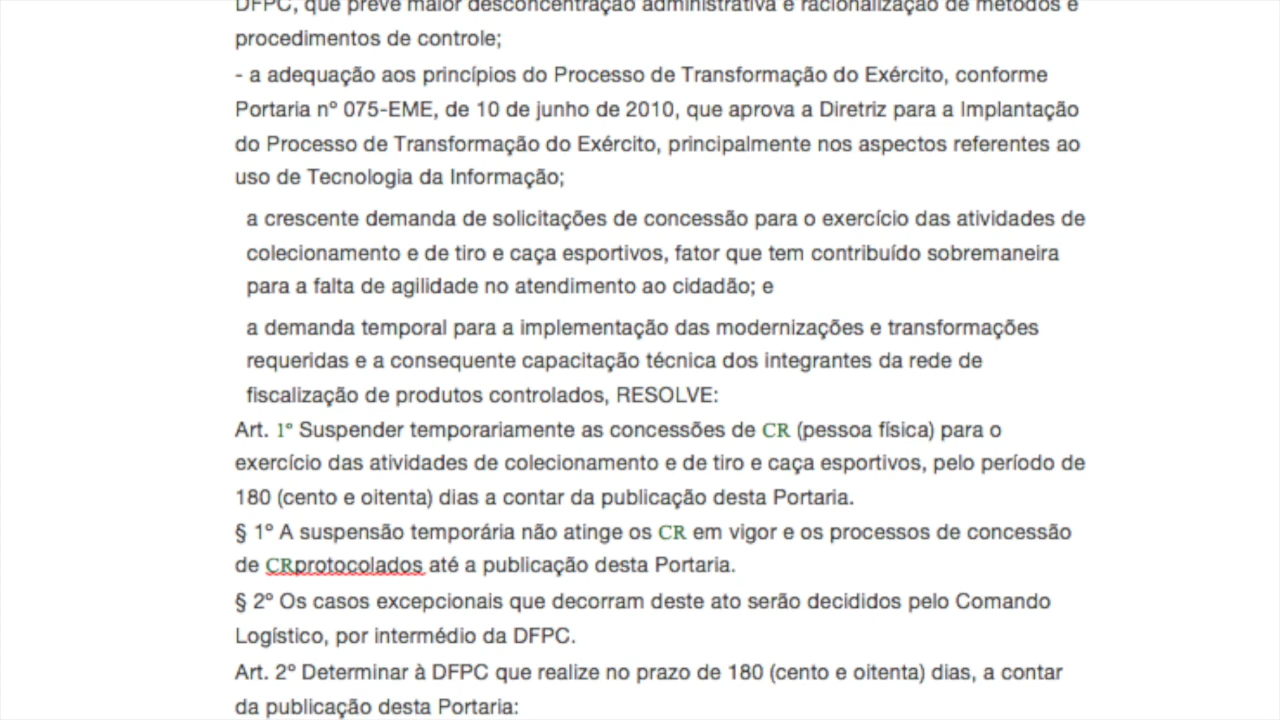 DFPC, que prevê maior desconcentração administrativa e racionalização de métodos e
procedimentos de controle;
- a adequação aos princípios do Processo de Transformação do Exército, conforme
Portaria nº 075-EME, de 10 de junho de 2010, que aprova a Diretriz para a Implantação
do Processo de Transformação do Exército, principalmente nos aspectos referentes ao
uso de Tecnologia da Informação;
a crescente demanda de solicitações de concessão para o exercício das atividades de
colecionamento e de tiro e caça esportivos, fator que tem contribuído sobremaneira
para a falta de agilidade no atendimento ao cidadão; e
a demanda temporal para a implementação das modernizações e transformações
requeridas e a consequente capacitação técnica dos integrantes da rede de
fiscalização de produtos controlados, RESOLVE:
Art. 1º Suspender temporariamente as concessões de CR (pessoa física) para o
exercício das atividades de colecionamento e de tiro e caça esportivos, pelo período de
180 (cento e oitenta) dias a contar da publicação desta Portaria.
§ 1º A suspensão temporária não atinge os CR em vigor e os processos de concessão
de CRprotocolados até a publicação desta Portaria.
§ 2º Os casos excepcionais que decorram deste ato serão decididos pelo Comando
Logístico, por intermédio da DFPC.
Art. 2º Determinar à DFPC que realize no prazo de 180 (cento e oitenta) dias, a contar
da publicação desta Portaria: